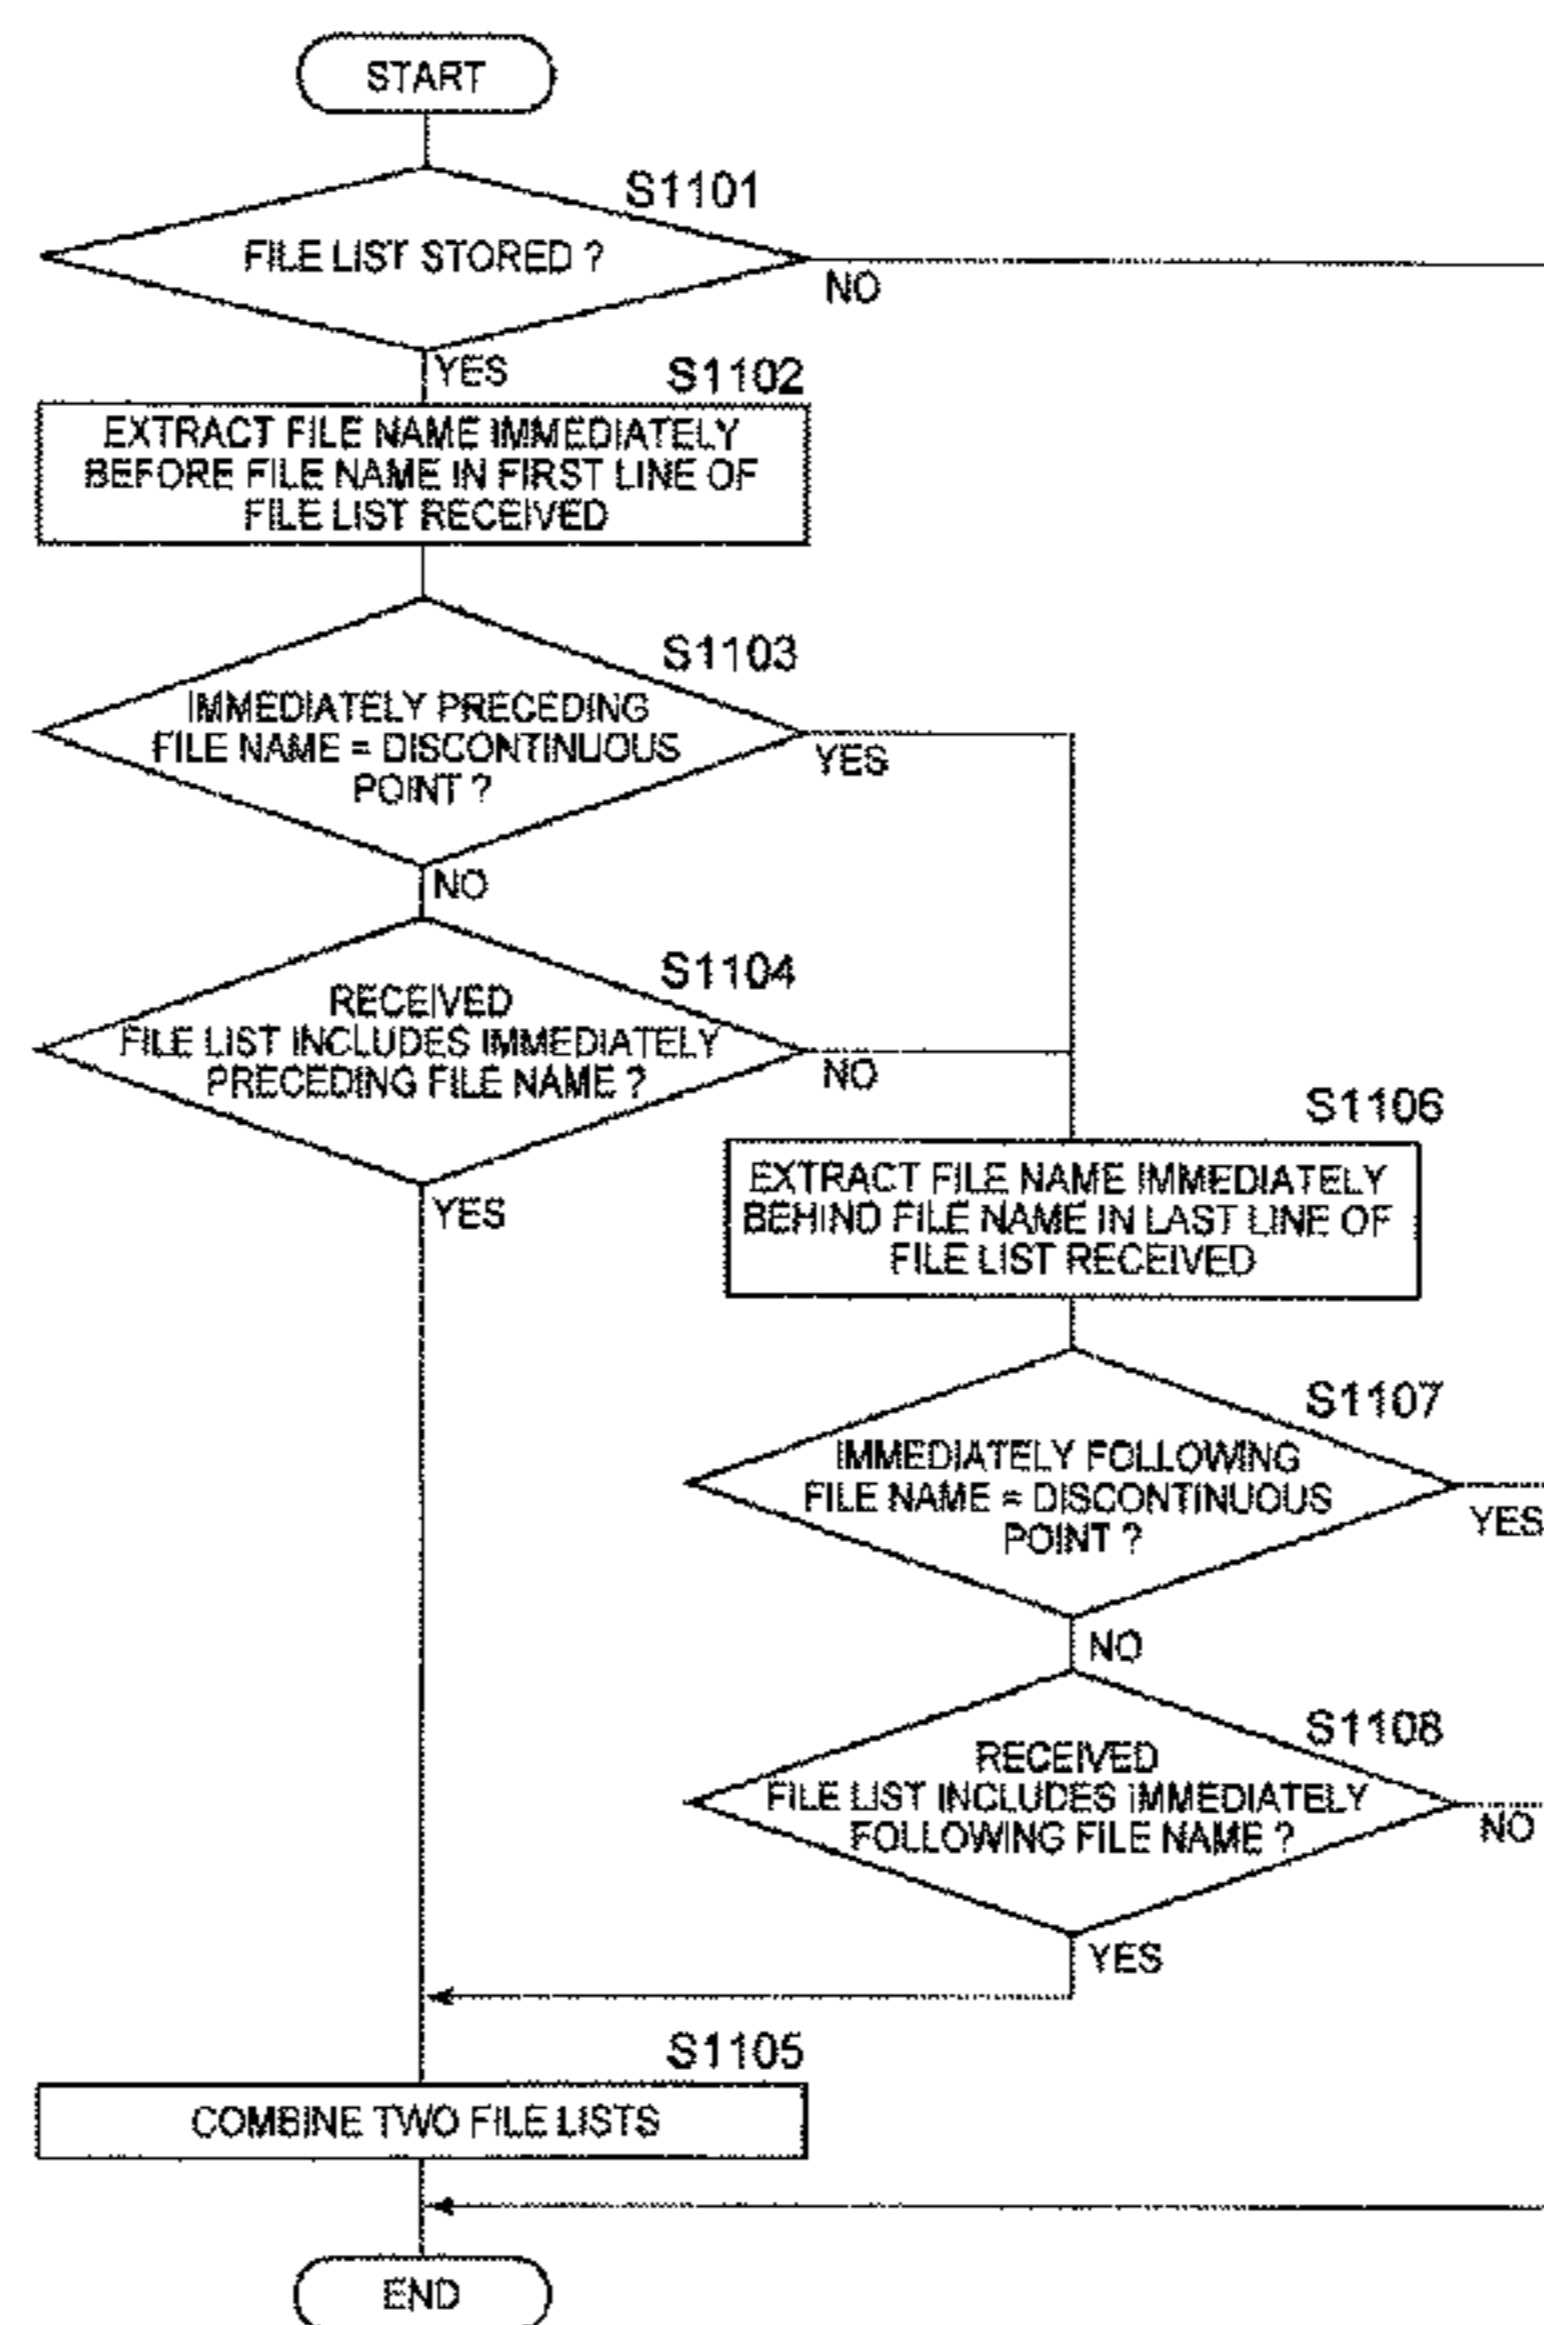 START
S1101
FILE LIST STORED ?
NO
YES
S1102
EXTRACT FILE NAME IMMEDIATELY
BEFORE FILE NAME IN FIRST LINE OF
FILE LIST RECEIVED
S1103
IMMEDIATELY PRECEDING
FILE NAME = DISCONTINUOUS
POINT ?
YES
NO
S1104
RECEIVED
FILE LIST INCLUDES IMMEDIATELY
PRECEDING FILE NAME ?
NO
YES
S1106
EXTRACT FILE NAME IMMEDIATELY
BEHIND FILE NAME IN LAST LINE OF
FILE LIST RECEIVED
S1107
IMMEDIATELY FOLLOWING
FILE NAME = DISCONTINUOUS
POINT ?
YES
NO
S1108
RECEIVED
FILE LIST INCLUDES IMMEDIATELY
FOLLOWING FILE NAME ?
NO
YES
S1105
COMBINE TWO FILE LISTS
END